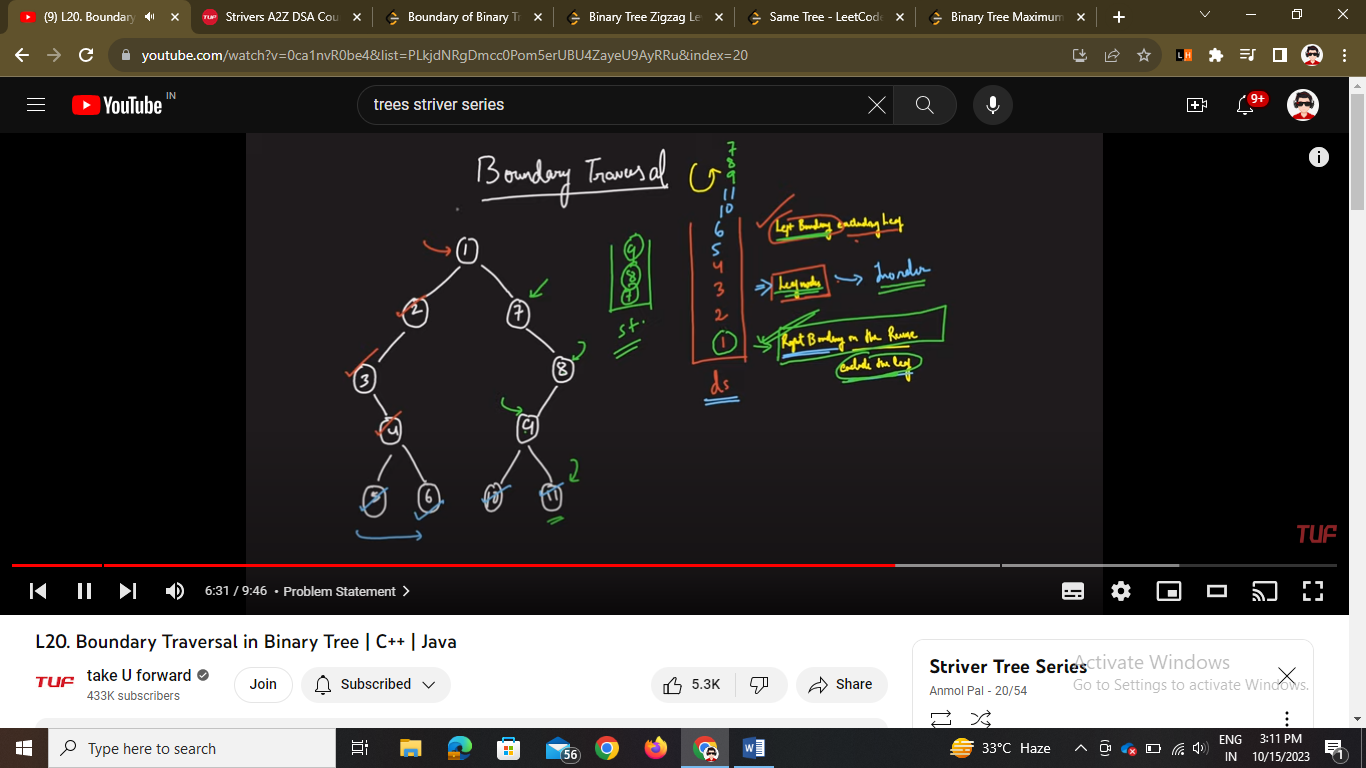 (9) L20. Boundary
Strivers A2Z DSA Cou
Boundary of Binary Tr
Binary Tree Zigzag Le
Same Tree - LeetCode
Binary Tree Maximum
youtube.com/watch?v=0ca1nvR0be4&list=PLkjdNRgDmcc0Pom5erUBU4ZayeU9AyRRu&index=20
LH
YouTube IN
trees striver series
9+
Boundary Traversal
7
8
9
11
10
6
5
4
3
2
1
ds
9
8
7
st.
Left Boundary excluding Leaf
Leaf nodes
Inorder
Right Boundary in the Reverse
exclude the leaf
1
2
7
3
8
4
9
5
6
10
11
TUF
6:31 / 9:46 • Problem Statement
L20. Boundary Traversal in Binary Tree | C++ | Java
TUF
take U forward
433K subscribers
Join
Subscribed
5.3K
Share
Striver Tree Series
Anmol Pal - 20/54
Activate Windows
Go to Settings to activate Windows.
Type here to search
56
33°C Haze
ENG
IN
3:11 PM
10/15/2023
1